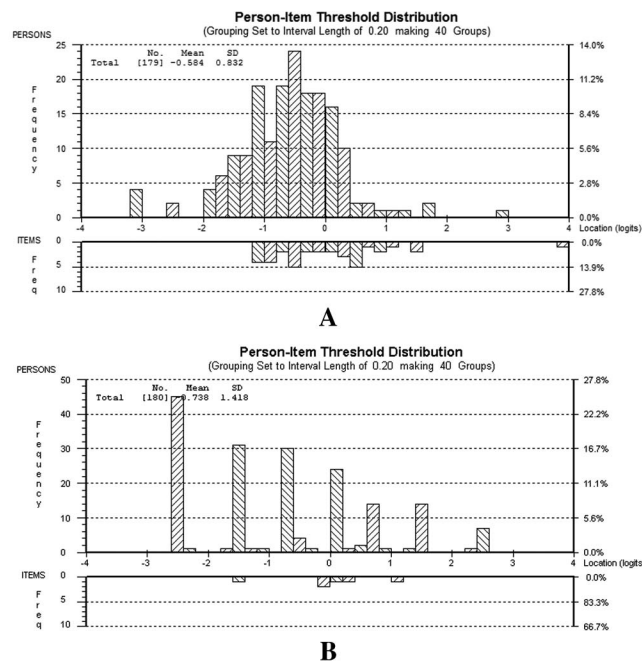 Person-Item Threshold Distribution
PERSONS (Grouping Set to Interval Length of 0.20 making 40 Groups)
No. Mean SD
Total [179] -0.584 0.832
Frequency
25 20 15 10 5 0
14.0% 11.2% 8.4% 5.6% 2.8% 0.0%
-4 -3 -2 -1 0 1 2 3 4 Location (logits)
ITEMS
Freq
0 5 10
0.0% 13.9% 27.8%
A
Person-Item Threshold Distribution
PERSONS (Grouping Set to Interval Length of 0.20 making 40 Groups)
No. Mean SD
Total [180] 0.738 1.418
Frequency
50 40 30 20 10 0
27.8% 22.2% 16.7% 11.1% 5.6% 0.0%
-4 -3 -2 -1 0 1 2 3 4 Location (logits
ITEMS
Freq
0 5 10
0.0% 83.3% 66.7%
B